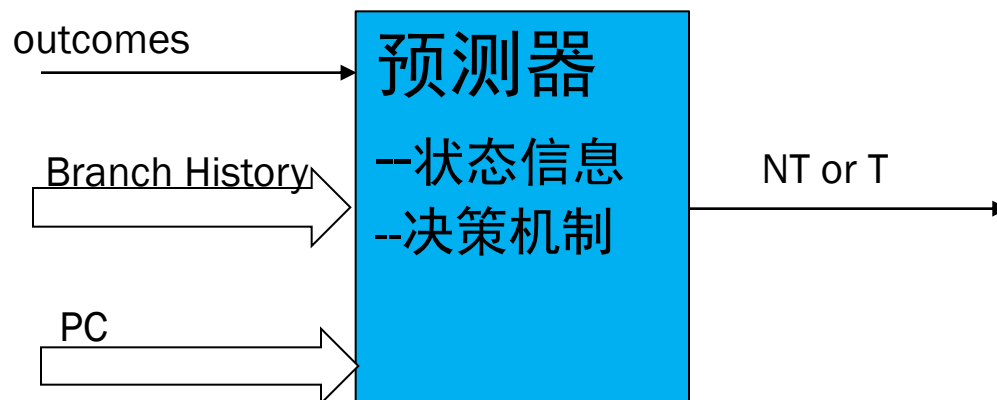 outcomes
Branch History
PC
预测器
--状态信息
--决策机制
NT or T